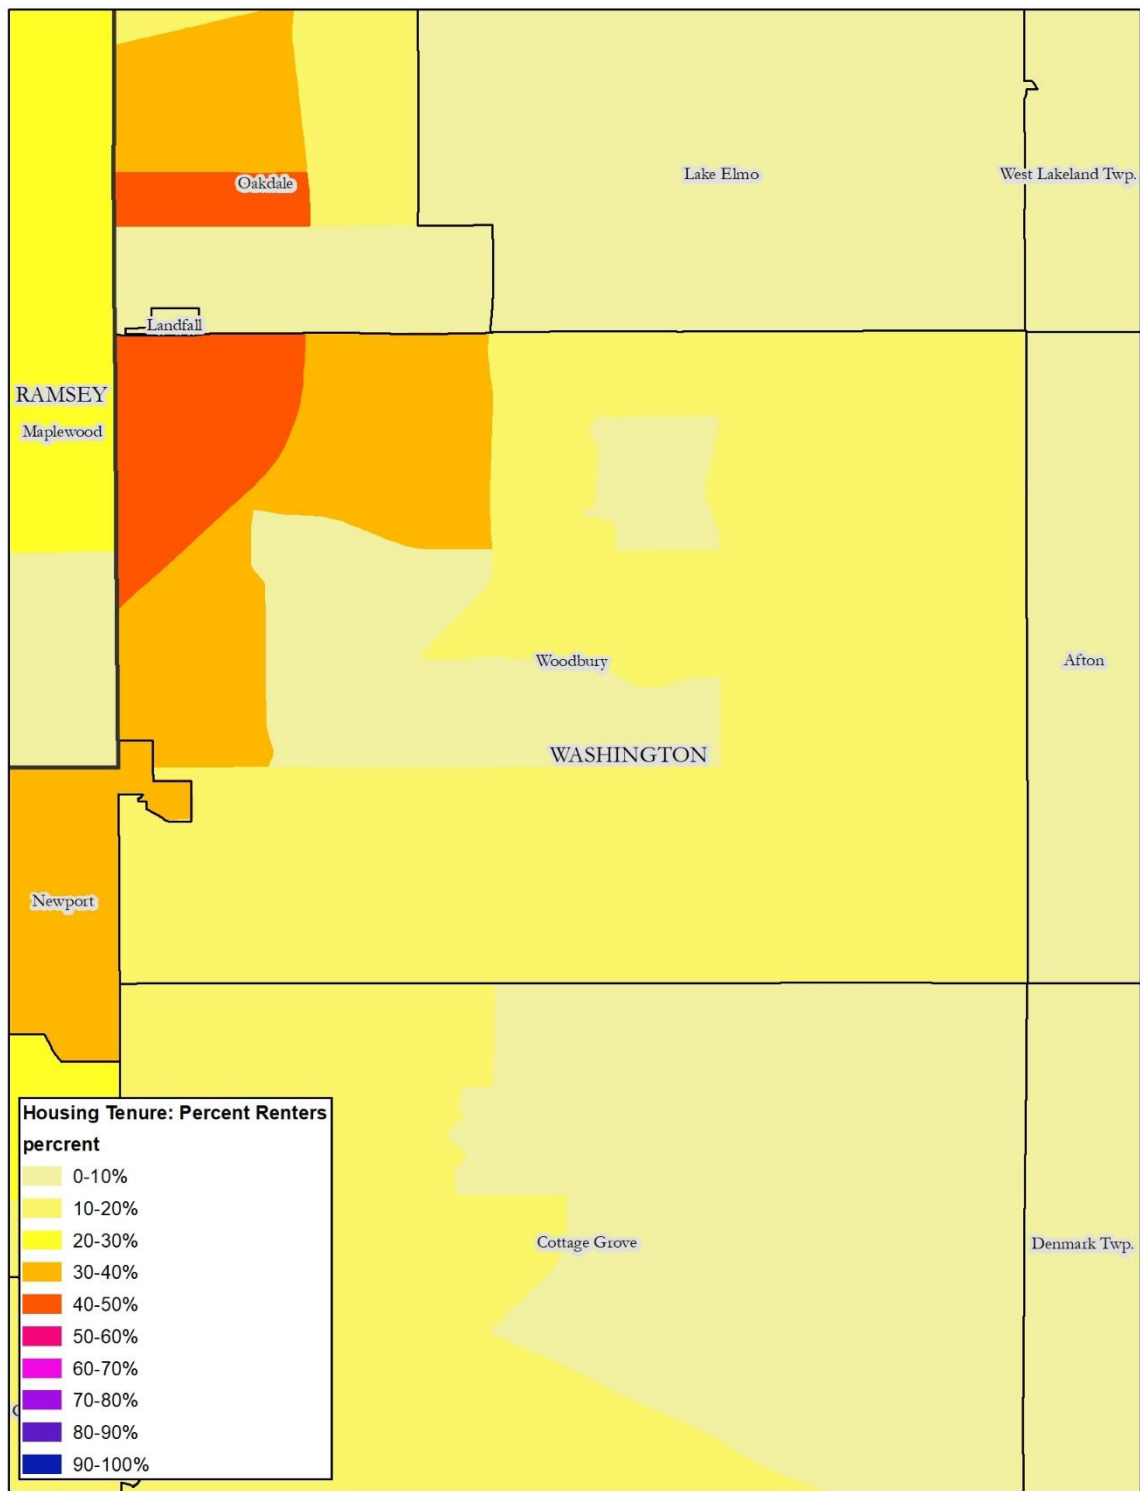 Oakdale
Lake Elmo
West Lakeland Twp.
Landfall
RAMSEY
Maplewood
Woodbury
Afton
WASHINGTON
Newport
Cottage Grove
Denmark Twp.
Housing Tenure: Percent Renters
percrent
0-10%
10-20%
20-30%
30-40%
40-50%
50-60%
60-70%
70-80%
80-90%
90-100%